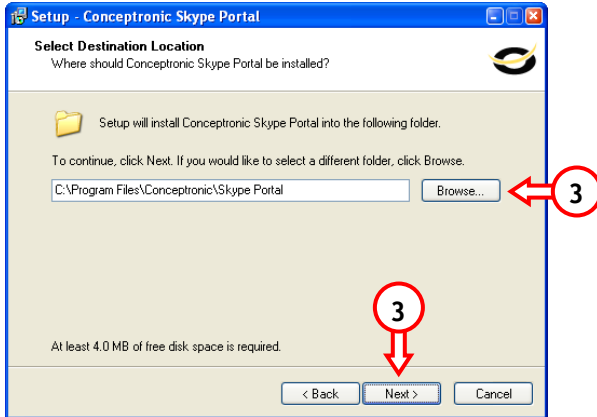 Setup - Conceptronic Skype Portal
Select Destination Location
Where should Conceptronic Skype Portal be installed?
Setup will install Conceptronic Skype Portal into the following folder.
To continue, click Next. If you would like to select a different folder, click Browse.
C:\Program Files\Conceptronic\Skype Portal
Browse...
3
3
At least 4.0 MB of free disk space is required.
< Back
Next >
Cancel